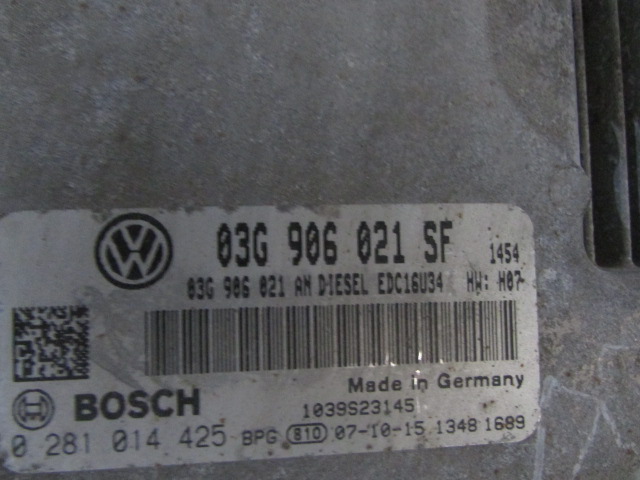 03G 906 021 SF 1454
03G 906 021 AN DIESEL EDC16U34 HW: H07
Made in Germany
BOSCH
1039S23145
0 281 014 425 BPG 810 07-10-15 1348 1689